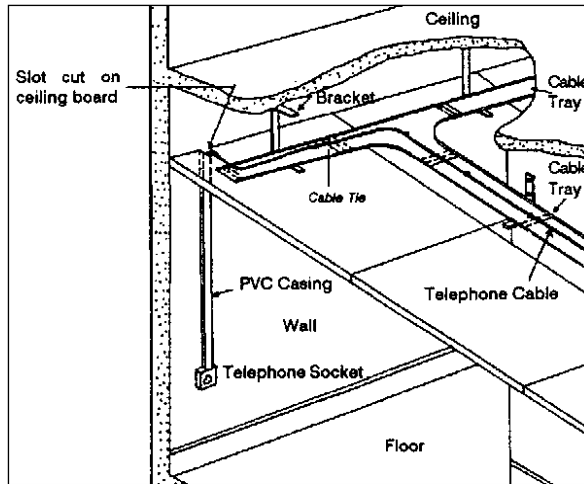 Ceiling
Slot cut on
ceiling board
Bracket
Cable
Tray
Cable
Tray
Cable Tie
PVC Casing
Telephone Cable
Wall
Telephone Socket
Floor